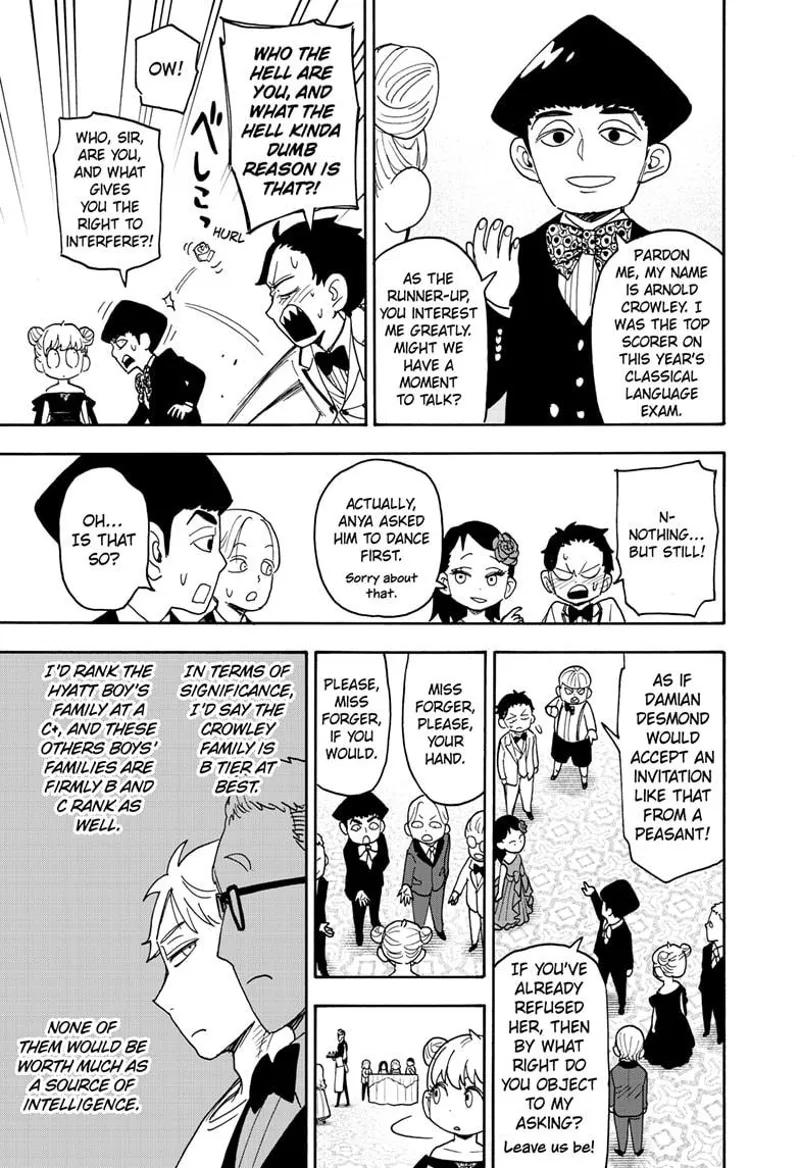 PARDON
ME, MY NAME
IS ARNOLD
CROWLEY. I
WAS THE TOP
SCORER ON
THIS YEAR'S
CLASSICAL
LANGUAGE
EXAM.
AS THE
RUNNER-UP,
YOU INTEREST
ME GREATLY.
MIGHT WE
HAVE A
MOMENT
TO TALK?
WHO THE
HELL ARE
YOU, AND
WHAT THE
HELL KINDA
DUMB
REASON IS
THAT?!
べしこっ
HURL
OW!
WHO, SIR,
ARE YOU,
AND WHAT
GIVES
YOU THE
RIGHT TO
INTERFERE?!
N-
NOTHING...
BUT STILL!
ACTUALLY,
ANYA ASKED
HIM TO DANCE
FIRST.
Sorry about
that.
OH...
IS THAT
SO?
AS IF
DAMIAN
DESMOND
WOULD
ACCEPT AN
INVITATION
LIKE THAT
FROM A
PEASANT!
IF YOU'VE
ALREADY
REFUSED
HER, THEN
BY WHAT
RIGHT DO
YOU OBJECT
TO MY
ASKING?
Leave us be!
MISS
FORGER,
PLEASE,
YOUR
HAND.
PLEASE,
MISS
FORGER,
IF YOU
WOULD.
IN TERMS OF
SIGNIFICANCE,
I'D SAY THE
CROWLEY
FAMILY IS
B TIER AT
BEST.
I'D RANK THE
HYATT BOY'S
FAMILY AT A
C+, AND THESE
OTHERS BOYS'
FAMILIES ARE
FIRMLY B AND
C RANK AS
WELL.
NONE OF
THEM WOULD BE
WORTH MUCH AS
A SOURCE OF
INTELLIGENCE.